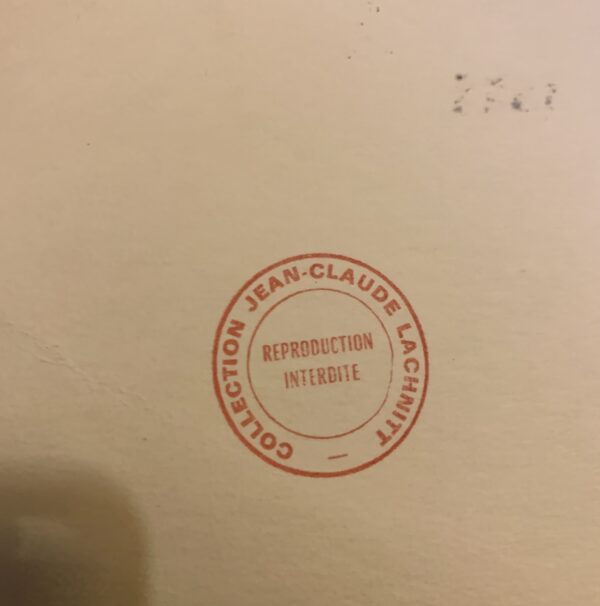 COLLECTION JEAN-CLAUDE LACHNITT —
REPRODUCTION
INTERDITE